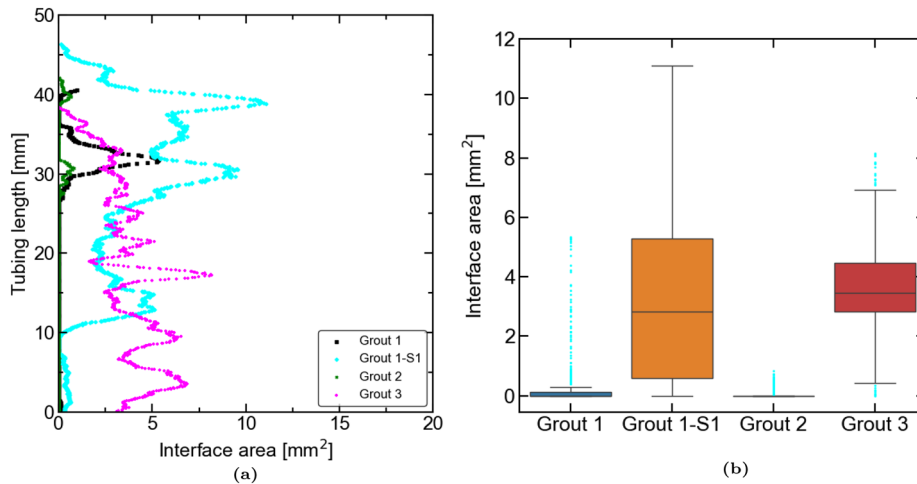 50
40
30
20
10
0
Tubing length [mm]
0 5 10 15 20
Interface area [mm²]
Grout 1
Grout 1-S1
Grout 2
Grout 3
(a)
12
10
8
6
4
2
0
Interface area [mm²]
Grout 1 Grout 1-S1 Grout 2 Grout 3
(b)